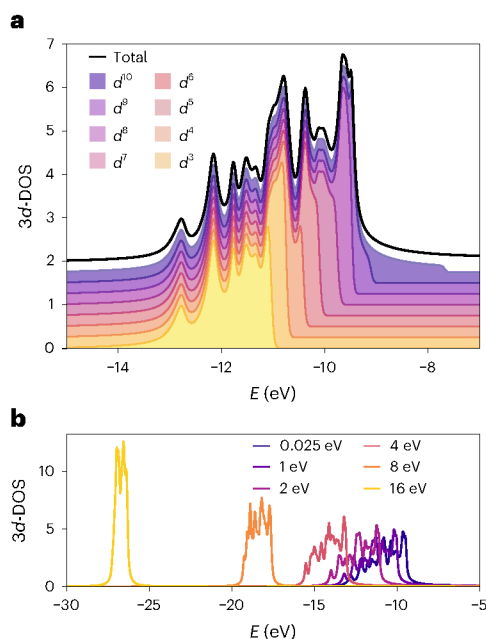 a
7
6
5
4
3
2
1
0
3d-DOS
Total
d¹⁰ d⁶
d⁹ d⁵
d⁸ d⁴
d⁷ d³
−14 −12 −10 −8
E (eV)
b
10
5
0
3d-DOS
0.025 eV 4 eV
1 eV 8 eV
2 eV 16 eV
−30 −25 −20 −15 −10 −5
E (eV)